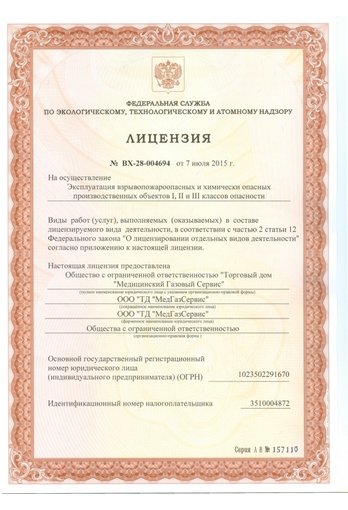 ФЕДЕРАЛЬНАЯ СЛУЖБА
ПО ЭКОЛОГИЧЕСКОМУ, ТЕХНОЛОГИЧЕСКОМУ И АТОМНОМУ НАДЗОРУ
ЛИЦЕНЗИЯ
№ ВХ-28-004694 от 7 июля 2015 г.
На осуществление
Эксплуатация взрывопожароопасных и химически опасных
производственных объектов I, II и III классов опасности
Виды работ (услуг), выполняемых (оказываемых) в составе
лицензируемого вида деятельности, в соответствии с частью 2 статьи 12
Федерального закона "О лицензировании отдельных видов деятельности"
согласно приложению к настоящей лицензии.
Настоящая лицензия предоставлена
Общество с ограниченной ответственностью "Торговый дом
"Медицинский Газовый Сервис"
(полное наименование юридического лица с указанием организационно-правовой формы)
ООО "ТД "МедГазСервис"
(сокращенное наименование юридического лица)
ООО "ТД "МедГазСервис"
(фирменное наименование юридического лица)
Общества с ограниченной ответственностью
(организационно-правовая форма)
Основной государственный регистрационный
номер юридического лица
(индивидуального предпринимателя) (ОГРН) 1023502291670
Идентификационный номер налогоплательщика 3510004872
Серия А В № 157115